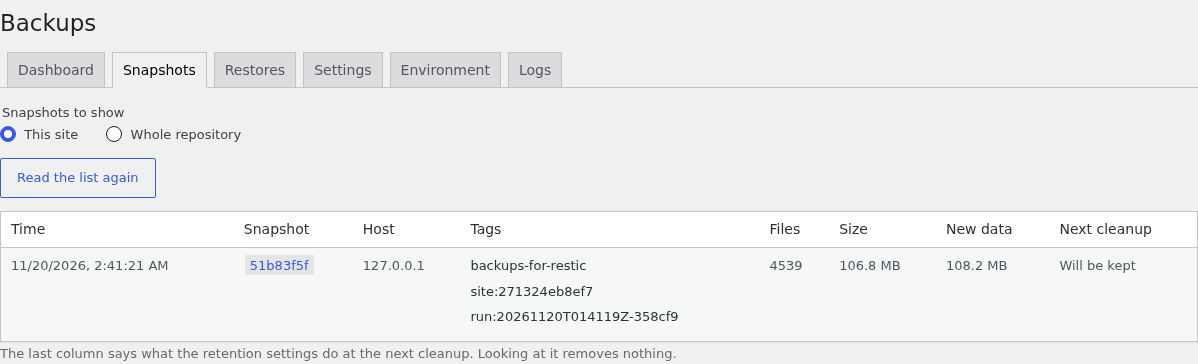 Backups
Dashboard Snapshots Restores Settings Environment Logs
Snapshots to show
This site Whole repository
Read the list again
Time Snapshot Host Tags Files Size New data Next cleanup
11/20/2026, 2:41:21 AM 51b83f5f 127.0.0.1 backups-for-restic 4539 106.8 MB 108.2 MB Will be kept
site:271324eb8ef7
run:20261120T014119Z-358cf9
The last column says what the retention settings do at the next cleanup. Looking at it removes nothing.